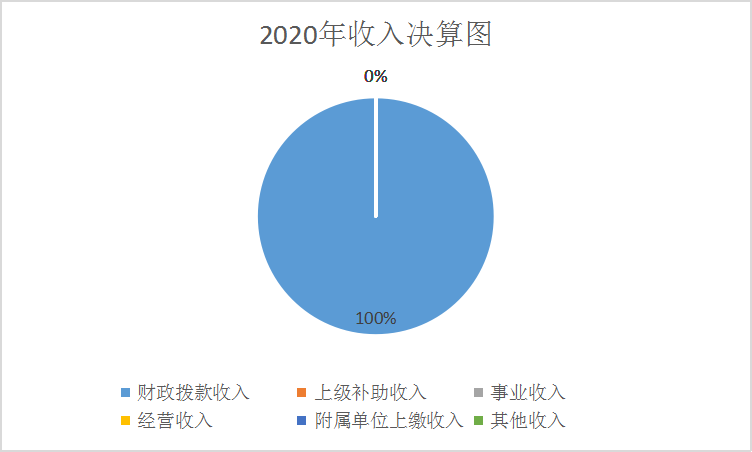 2020年收入决算图
0%
100%
财政拨款收入 上级补助收入 事业收入
经营收入 附属单位上缴收入 其他收入